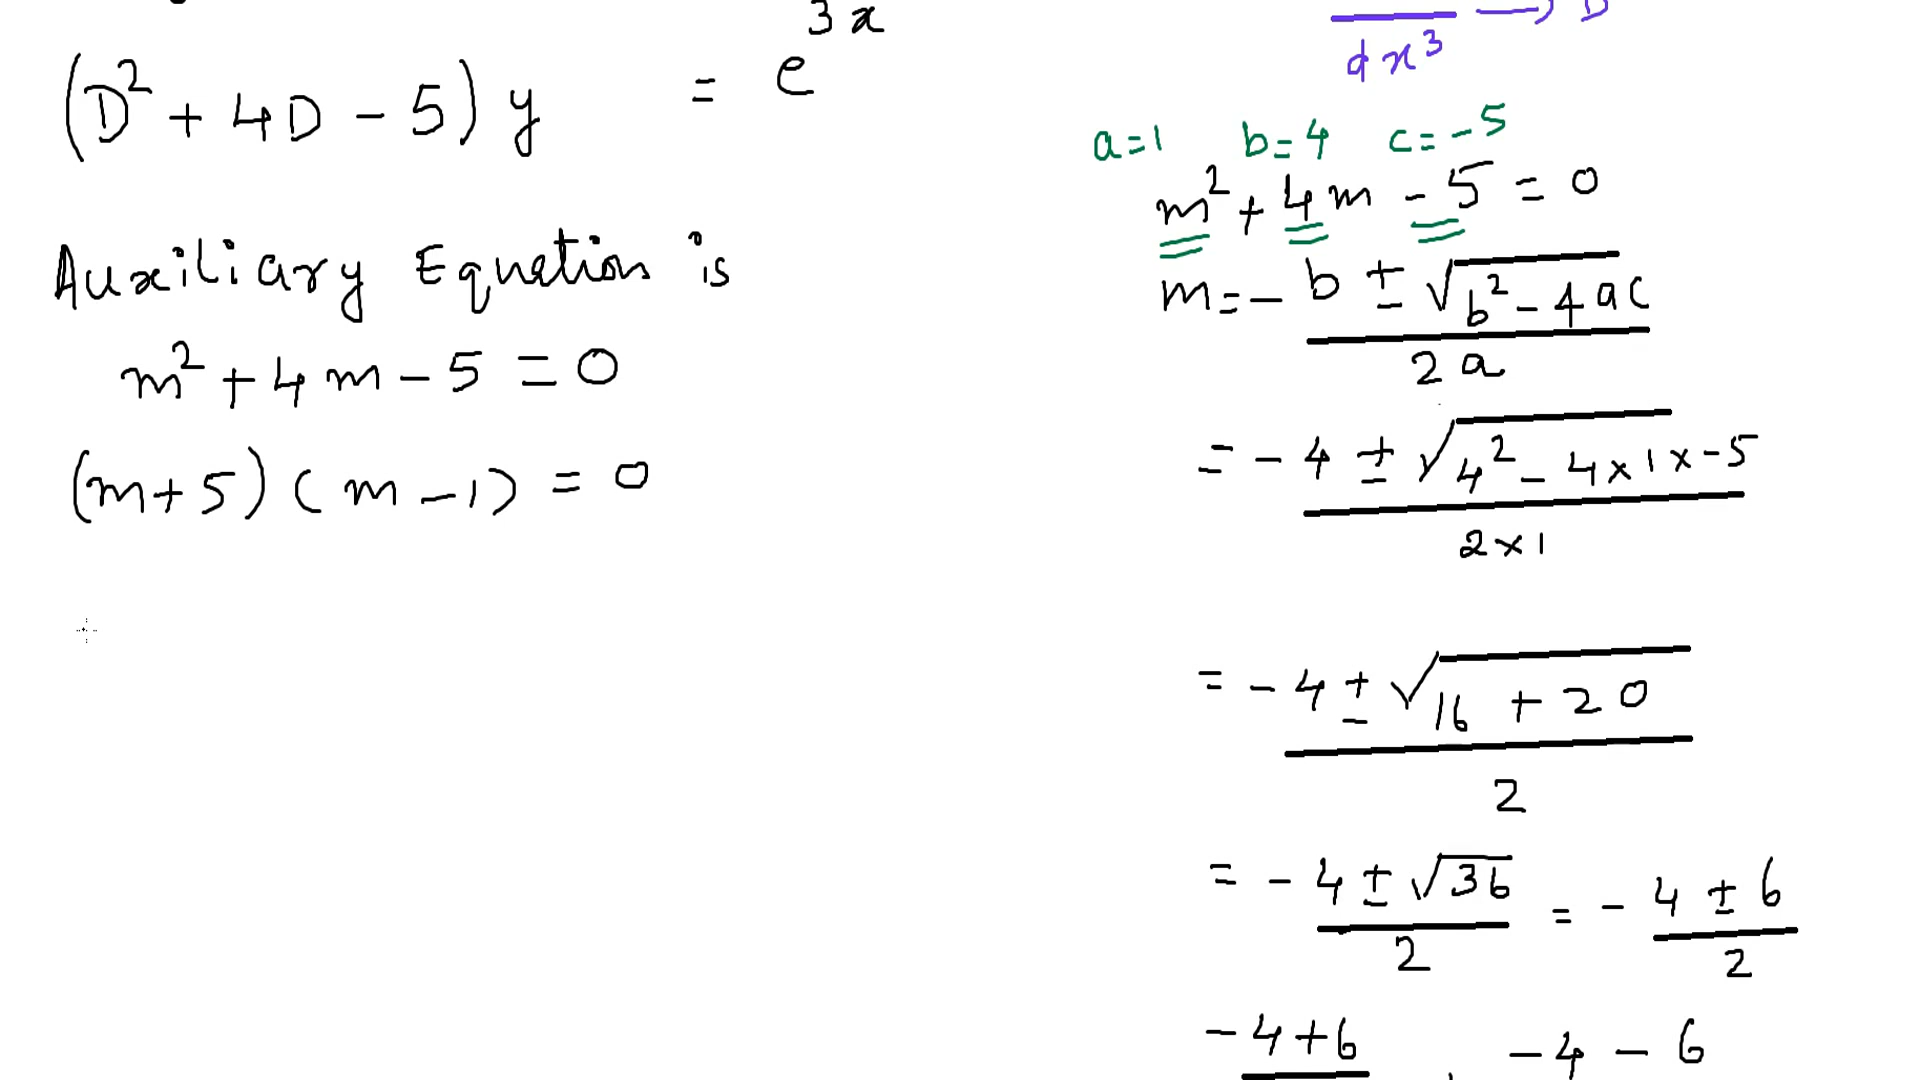 (D² + 4D - 5) y = e^{3x}
Auxiliary Equation is
m² + 4m - 5 = 0
(m+5) (m-1) = 0
dx³ → D
a=1 b=4 c=-5
m² + 4m - 5 = 0
m = -b ± √(b² - 4ac) / 2a
= -4 ± √(4² - 4×1×-5) / 2×1
= -4 ± √(16 + 20) / 2
= -4 ± √36 / 2 = -4 ± 6 / 2
-4+6 , -4-6